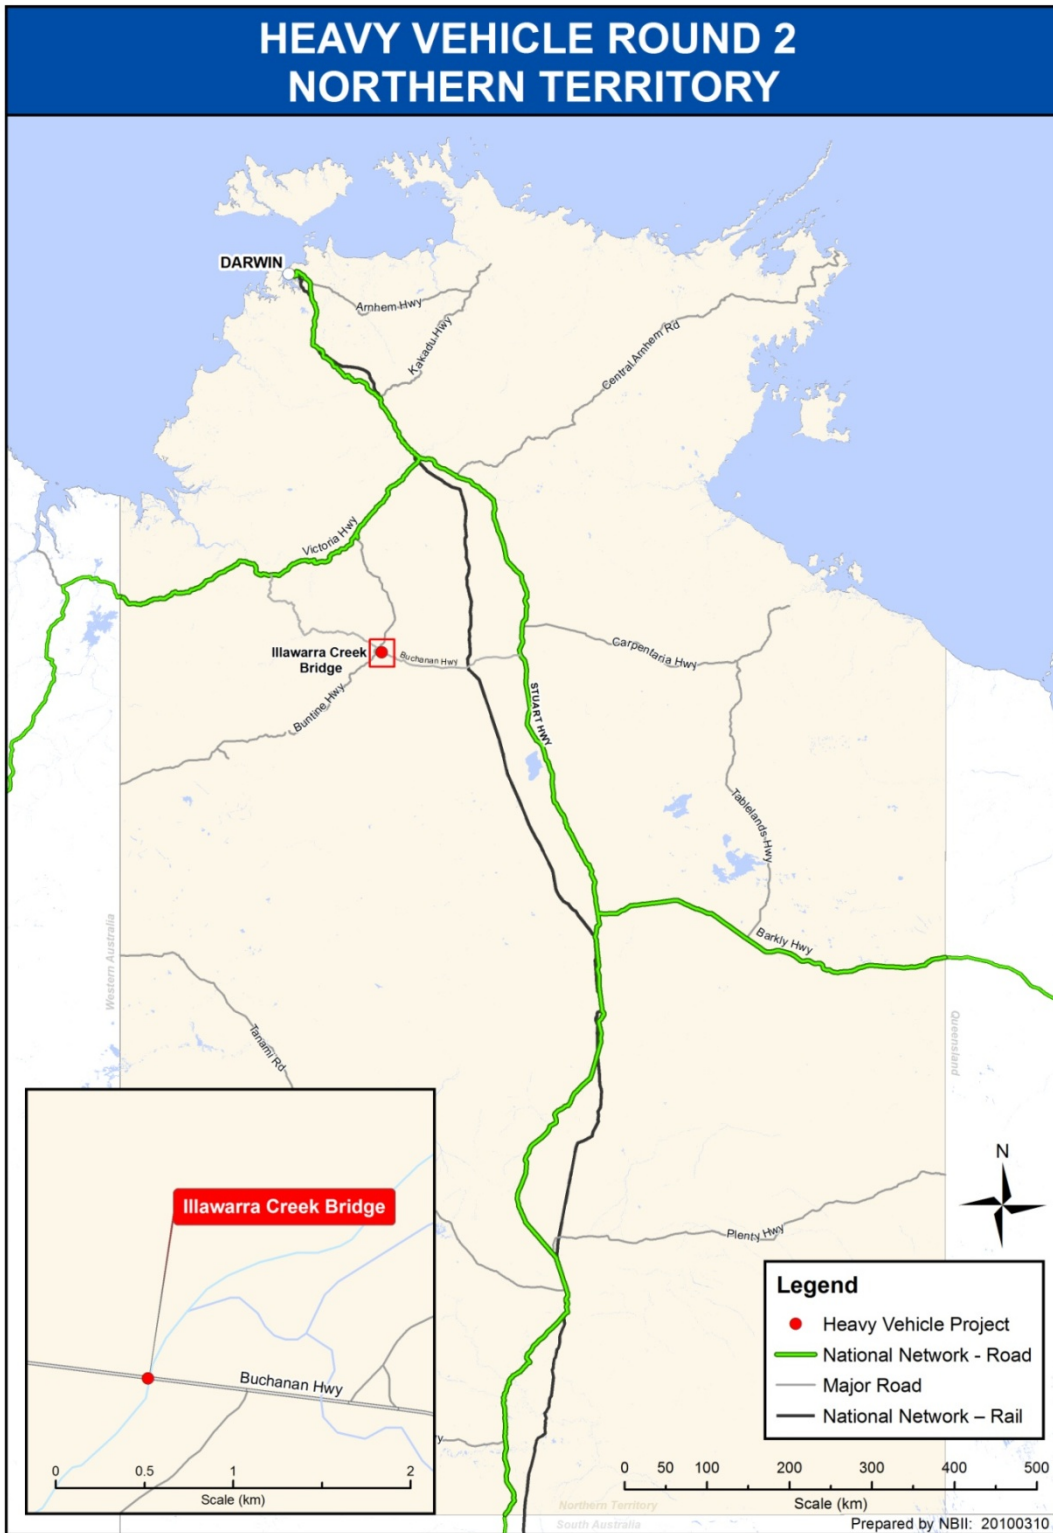 HEAVY VEHICLE ROUND 2
NORTHERN TERRITORY
DARWIN
Arnhem Hwy
Kakadu Hwy
Central Arnhem Rd
Victoria Hwy
Illawarra Creek
Bridge
Buchanan Hwy
Carpentaria Hwy
Buntine Hwy
STUART HWY
Tablelands Hwy
Barkly Hwy
Western Australia
Queensland
Tanami Rd
Plenty Hwy
Illawarra Creek Bridge
Buchanan Hwy
0 0.5 1 2
Scale (km)
N
Legend
Heavy Vehicle Project
National Network - Road
Major Road
National Network – Rail
0 50 100 200 300 400 500
Scale (km)
Northern Territory
South Australia
Prepared by NBII: 20100310